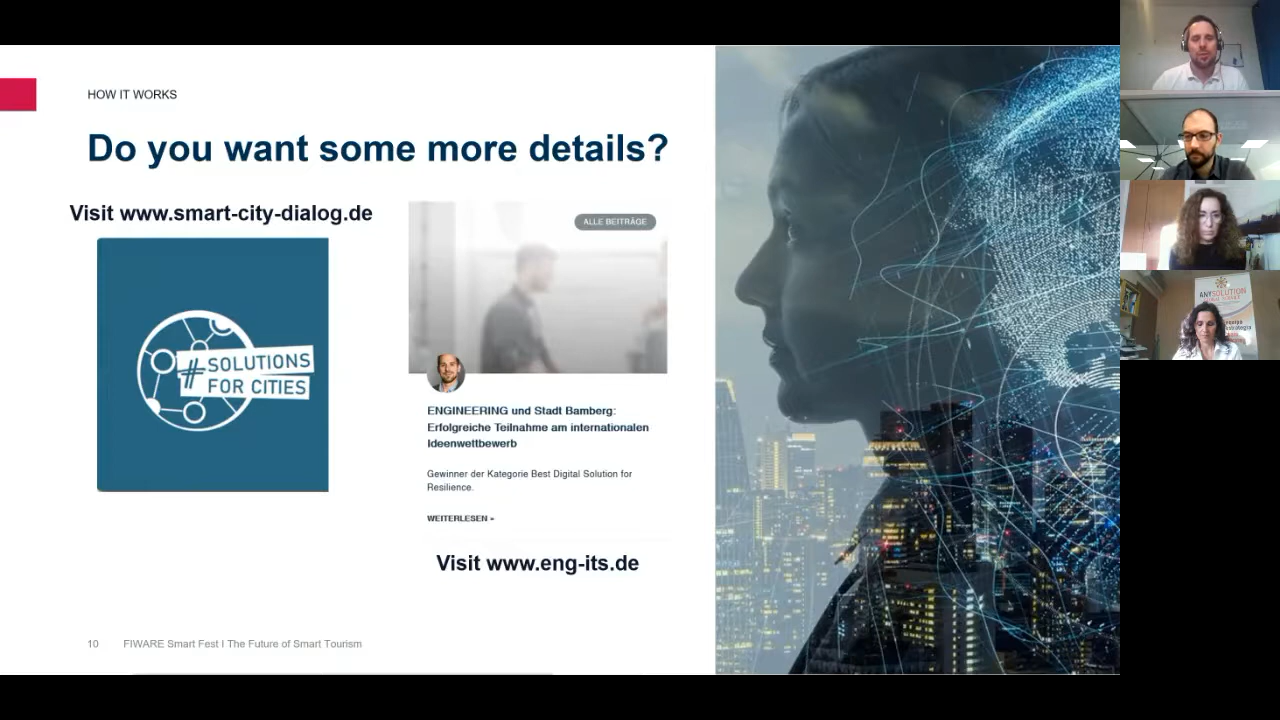 HOW IT WORKS
Do you want some more details?
Visit www.smart-city-dialog.de
#SOLUTIONS
FOR CITIES
ALLE BEITRÄGE
ENGINEERING und Stadt Bamberg:
Erfolgreiche Teilnahme am internationalen
Ideenwettbewerb
Gewinner der Kategorie Best Digital Solution for
Resilience.
WEITERLESEN »
Visit www.eng-its.de
10 FIWARE Smart Fest I The Future of Smart Tourism
ANYSOLUTION